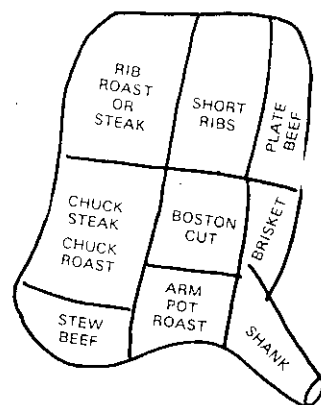 RIB
ROAST
OR
STEAK
SHORT
RIBS
PLATE
BEEF
CHUCK
STEAK
CHUCK
ROAST
BOSTON
CUT
BRISKET
STEW
BEEF
ARM
POT
ROAST
SHANK